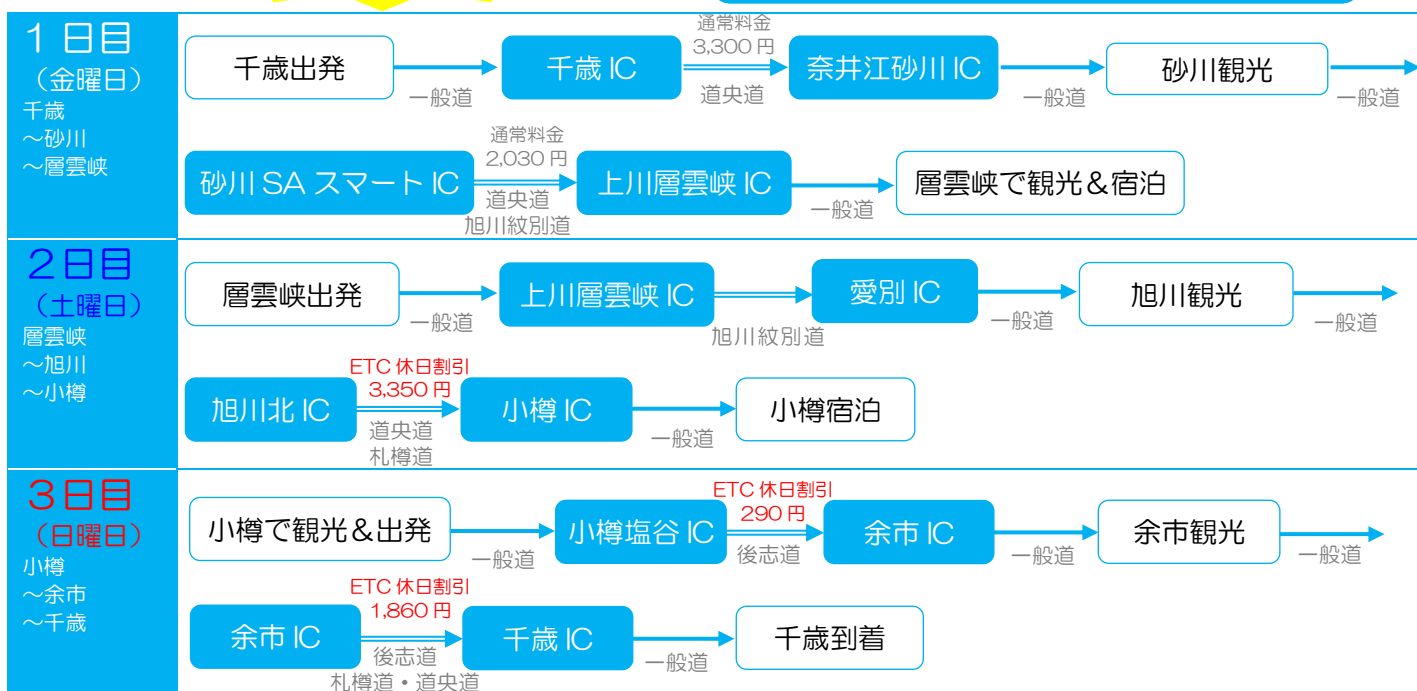 1日目
（金曜日）
千歳
～砂川
～層雲峡
千歳出発
一般道
千歳 IC
通常料金
3,300 円
道央道
奈井江砂川 IC
一般道
砂川観光
一般道
砂川 SA スマート IC
通常料金
2,030 円
道央道
旭川紋別道
上川層雲峡 IC
一般道
層雲峡で観光＆宿泊
2日目
（土曜日）
層雲峡
～旭川
～小樽
層雲峡出発
一般道
上川層雲峡 IC
旭川紋別道
愛別 IC
一般道
旭川観光
一般道
旭川北 IC
ETC 休日割引
3,350 円
道央道
札樽道
小樽 IC
一般道
小樽宿泊
3日目
（日曜日）
小樽
～余市
～千歳
小樽で観光＆出発
一般道
小樽塩谷 IC
ETC 休日割引
290 円
後志道
余市 IC
一般道
余市観光
一般道
余市 IC
ETC 休日割引
1,860 円
後志道
札樽道・道央道
千歳 IC
一般道
千歳到着